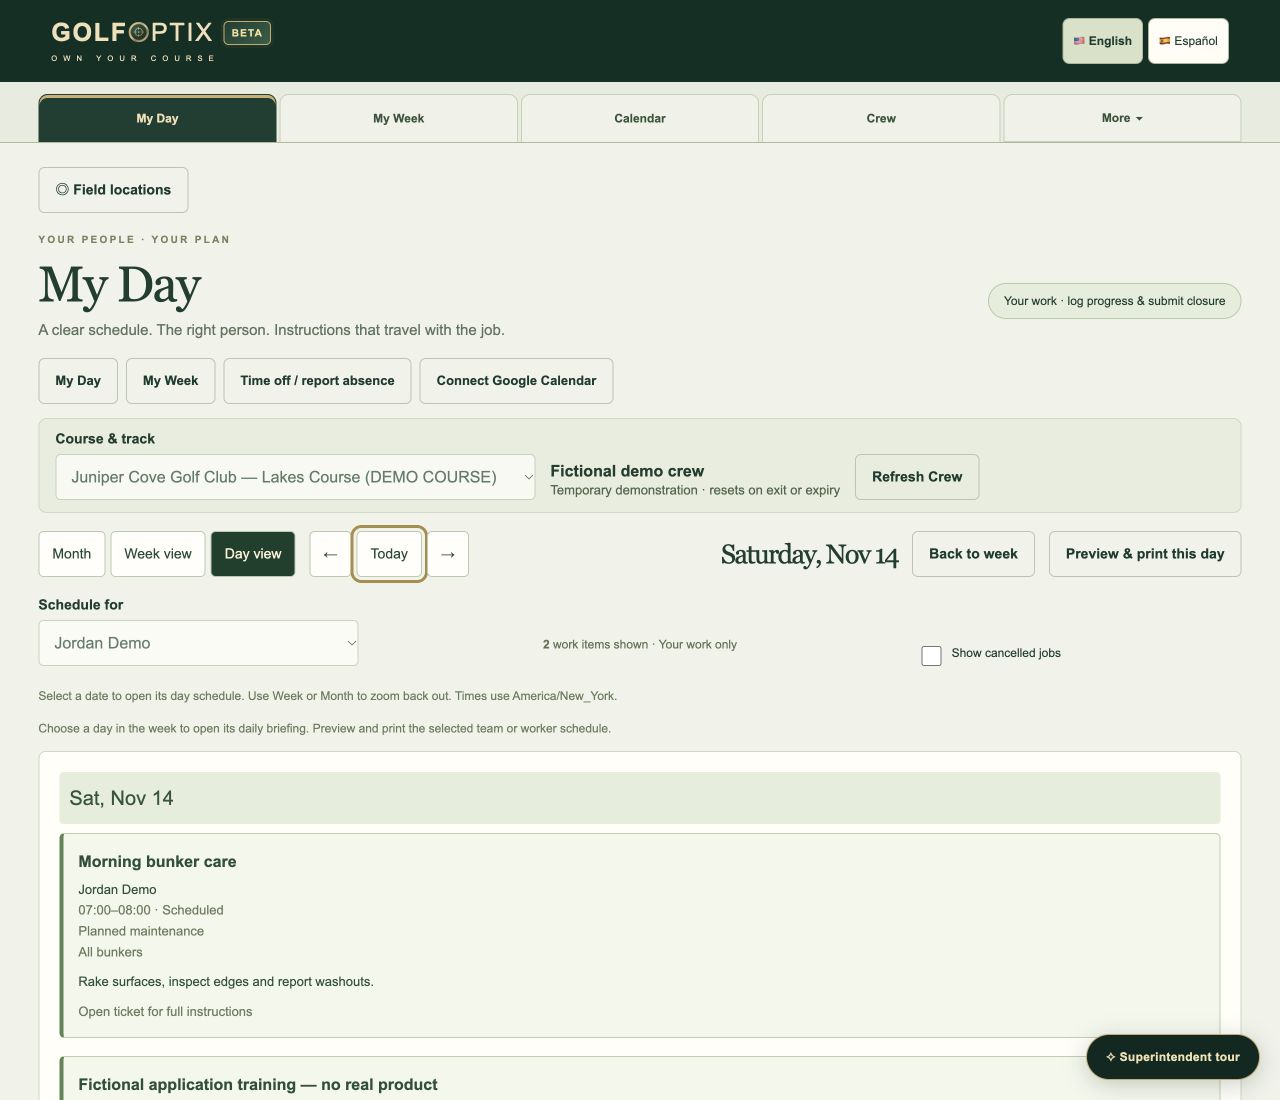 GOLFOPTIX BETA
OWN YOUR COURSE
English
Español
My Day
My Week
Calendar
Crew
More
Field locations
YOUR PEOPLE · YOUR PLAN
My Day
Your work · log progress & submit closure
A clear schedule. The right person. Instructions that travel with the job.
My Day
My Week
Time off / report absence
Connect Google Calendar
Course & track
Juniper Cove Golf Club — Lakes Course (DEMO COURSE)
Fictional demo crew
Temporary demonstration · resets on exit or expiry
Refresh Crew
Month
Week view
Day view
←
Today
→
Saturday, Nov 14
Back to week
Preview & print this day
Schedule for
Jordan Demo
2 work items shown · Your work only
Show cancelled jobs
Select a date to open its day schedule. Use Week or Month to zoom back out. Times use America/New_York.
Choose a day in the week to open its daily briefing. Preview and print the selected team or worker schedule.
Sat, Nov 14
Morning bunker care
Jordan Demo
07:00–08:00 · Scheduled
Planned maintenance
All bunkers
Rake surfaces, inspect edges and report washouts.
Open ticket for full instructions
✧ Superintendent tour
Fictional application training — no real product